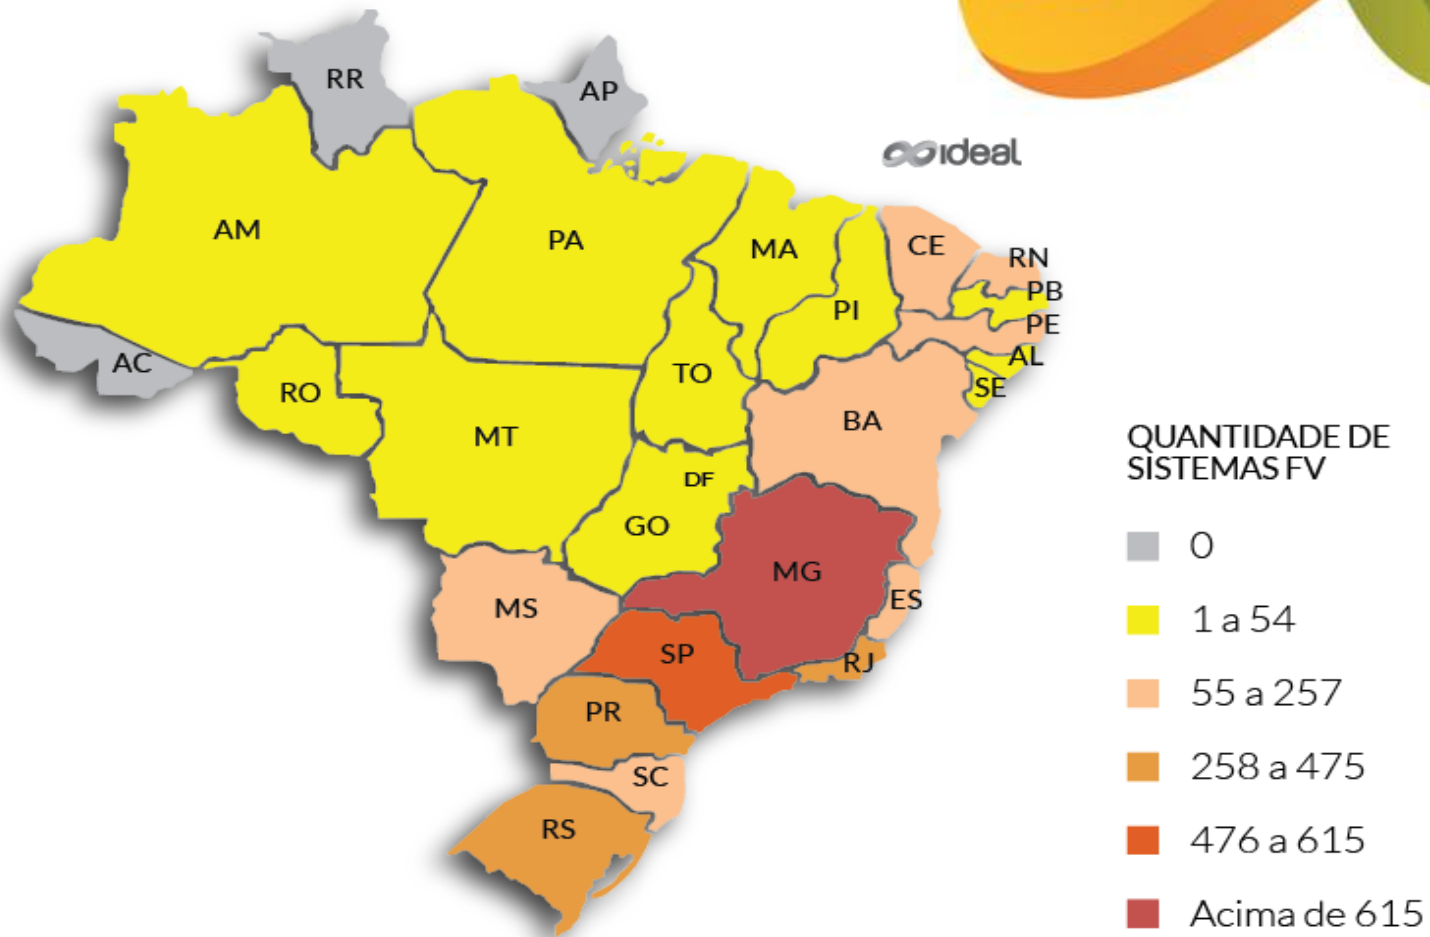 RR
AP
ideal
AM
PA
MA
CE
RN
PB
PI
PE
AL
AC
TO
SE
RO
BA
MT
DF
GO
MG
ES
MS
SP
RJ
PR
SC
RS
QUANTIDADE DE
SISTEMAS FV
0
1 a 54
55 a 257
258 a 475
476 a 615
Acima de 615